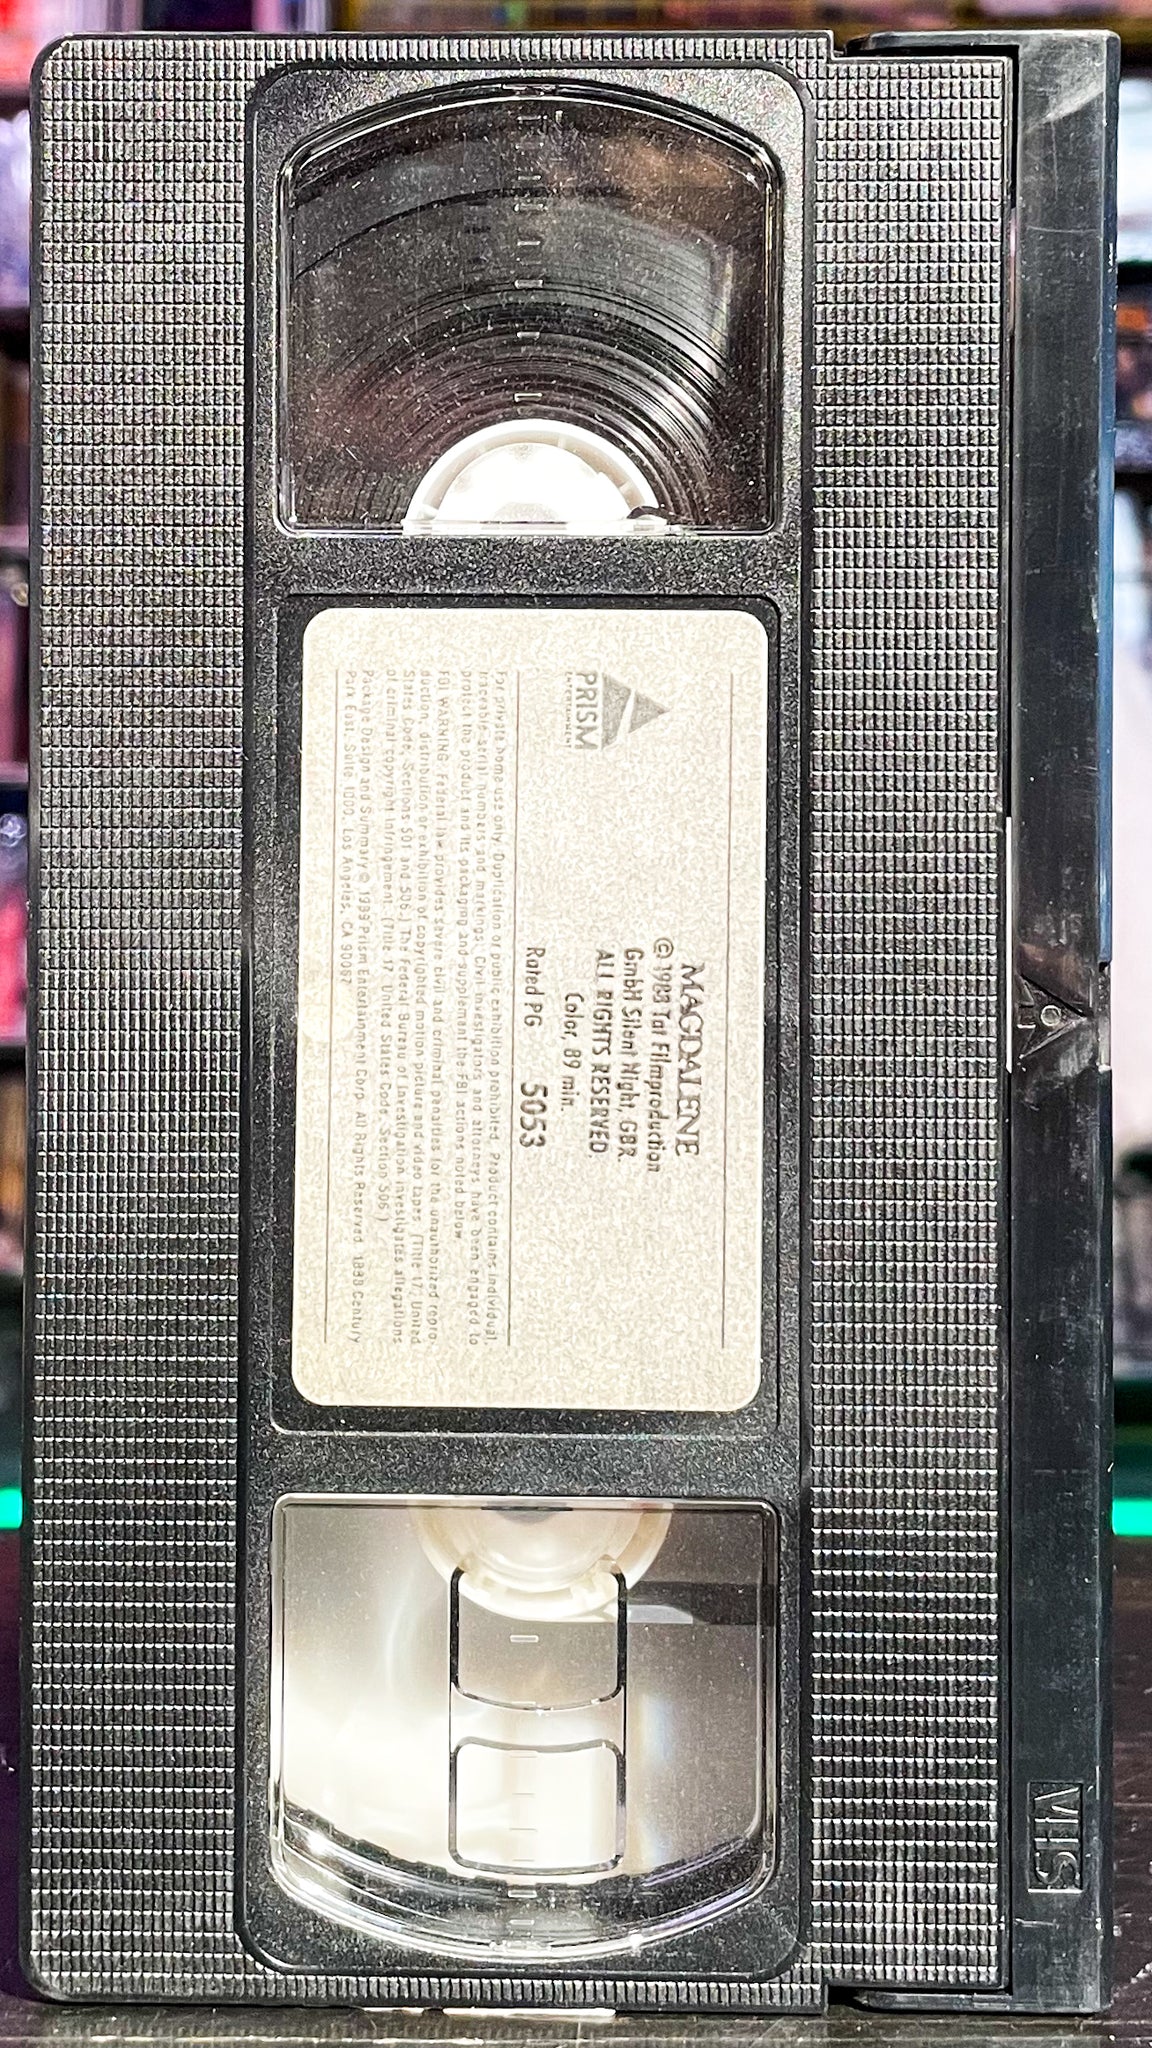 PRISM
ENTERTAINMENT
MAGDALENE
Tat Filmproduction
GmbH Silent Night, GBR
ALL RIGHTS RESERVED
Color, 89 min.
Rated PG 5053
For private home use only. Duplication or public exhibition prohibited. Product contains individual,
traceable serial numbers and markings. Civil investigators and attorneys have been engaged to
protect the product and its packaging and supplement the FBI actions noted below.
FBI WARNING: Federal law provides severe civil and criminal penalties for the unauthorized repro-
duction, distribution or exhibition of copyrighted motion picture and video tapes (Title 17, United
States Code, Sections 501 and 506.) The Federal Bureau of Investigation investigates allegations
of criminal copyright infringement. (Title 17 United States Code, Section 506.)
Package Design and Summary © 1989 Prism Entertainment Corp. All Rights Reserved. 1888 Century
Park East, Suite 1000, Los Angeles, CA 90067
VHS